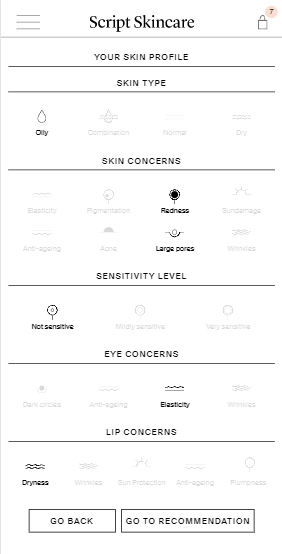 Script Skincare 7
YOUR SKIN PROFILE
SKIN TYPE
Oily Combination Normal Dry
SKIN CONCERNS
Elasticity Pigmentation Redness Sundamage
Anti-ageing Acne Large pores Wrinkles
SENSITIVITY LEVEL
Not sensitive Mildly sensitive Very sensitive
EYE CONCERNS
Dark circles Anti-ageing Elasticity Wrinkles
LIP CONCERNS
Dryness Wrinkles Sun Protection Anti-ageing Plumpness
GO BACK GO TO RECOMMENDATION